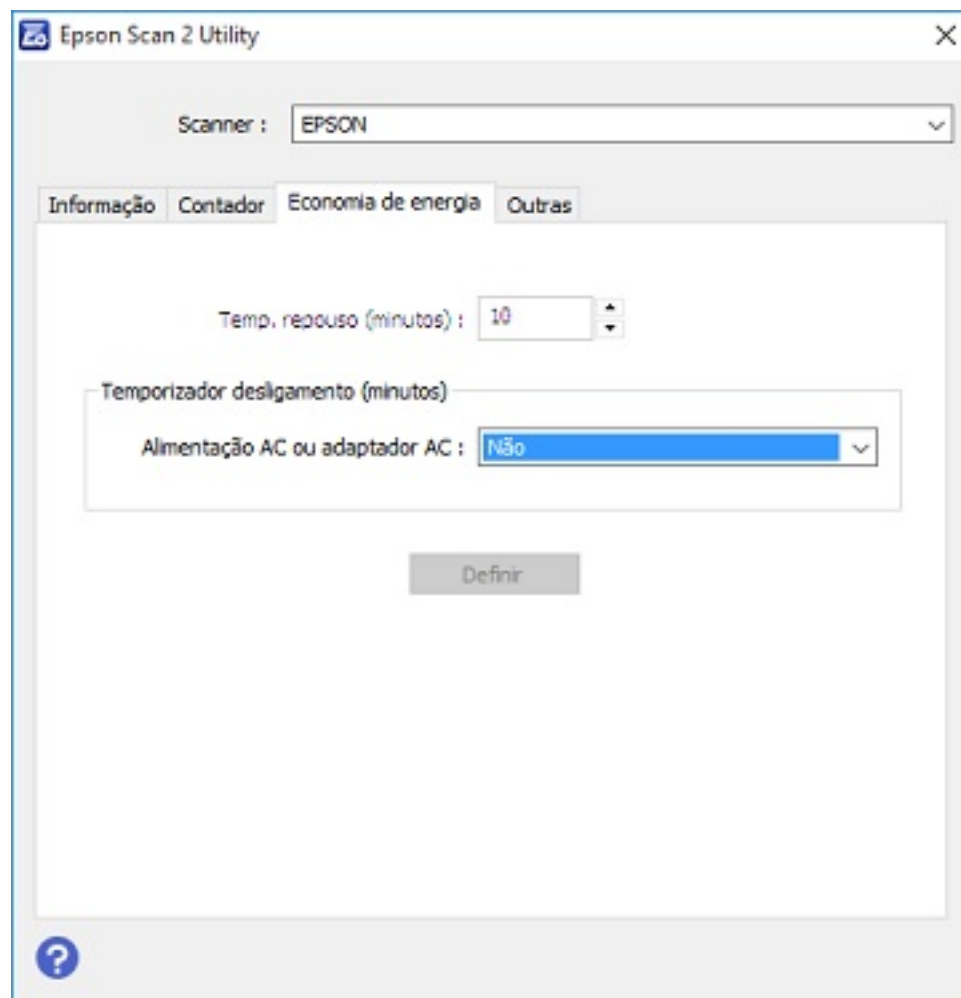 Epson Scan 2 Utility
Scanner : EPSON
Informação Contador Economia de energia Outras
Temp. repouso (minutos) : 10
Temporizador desligamento (minutos)
Alimentação AC ou adaptador AC : Não
Definir
?